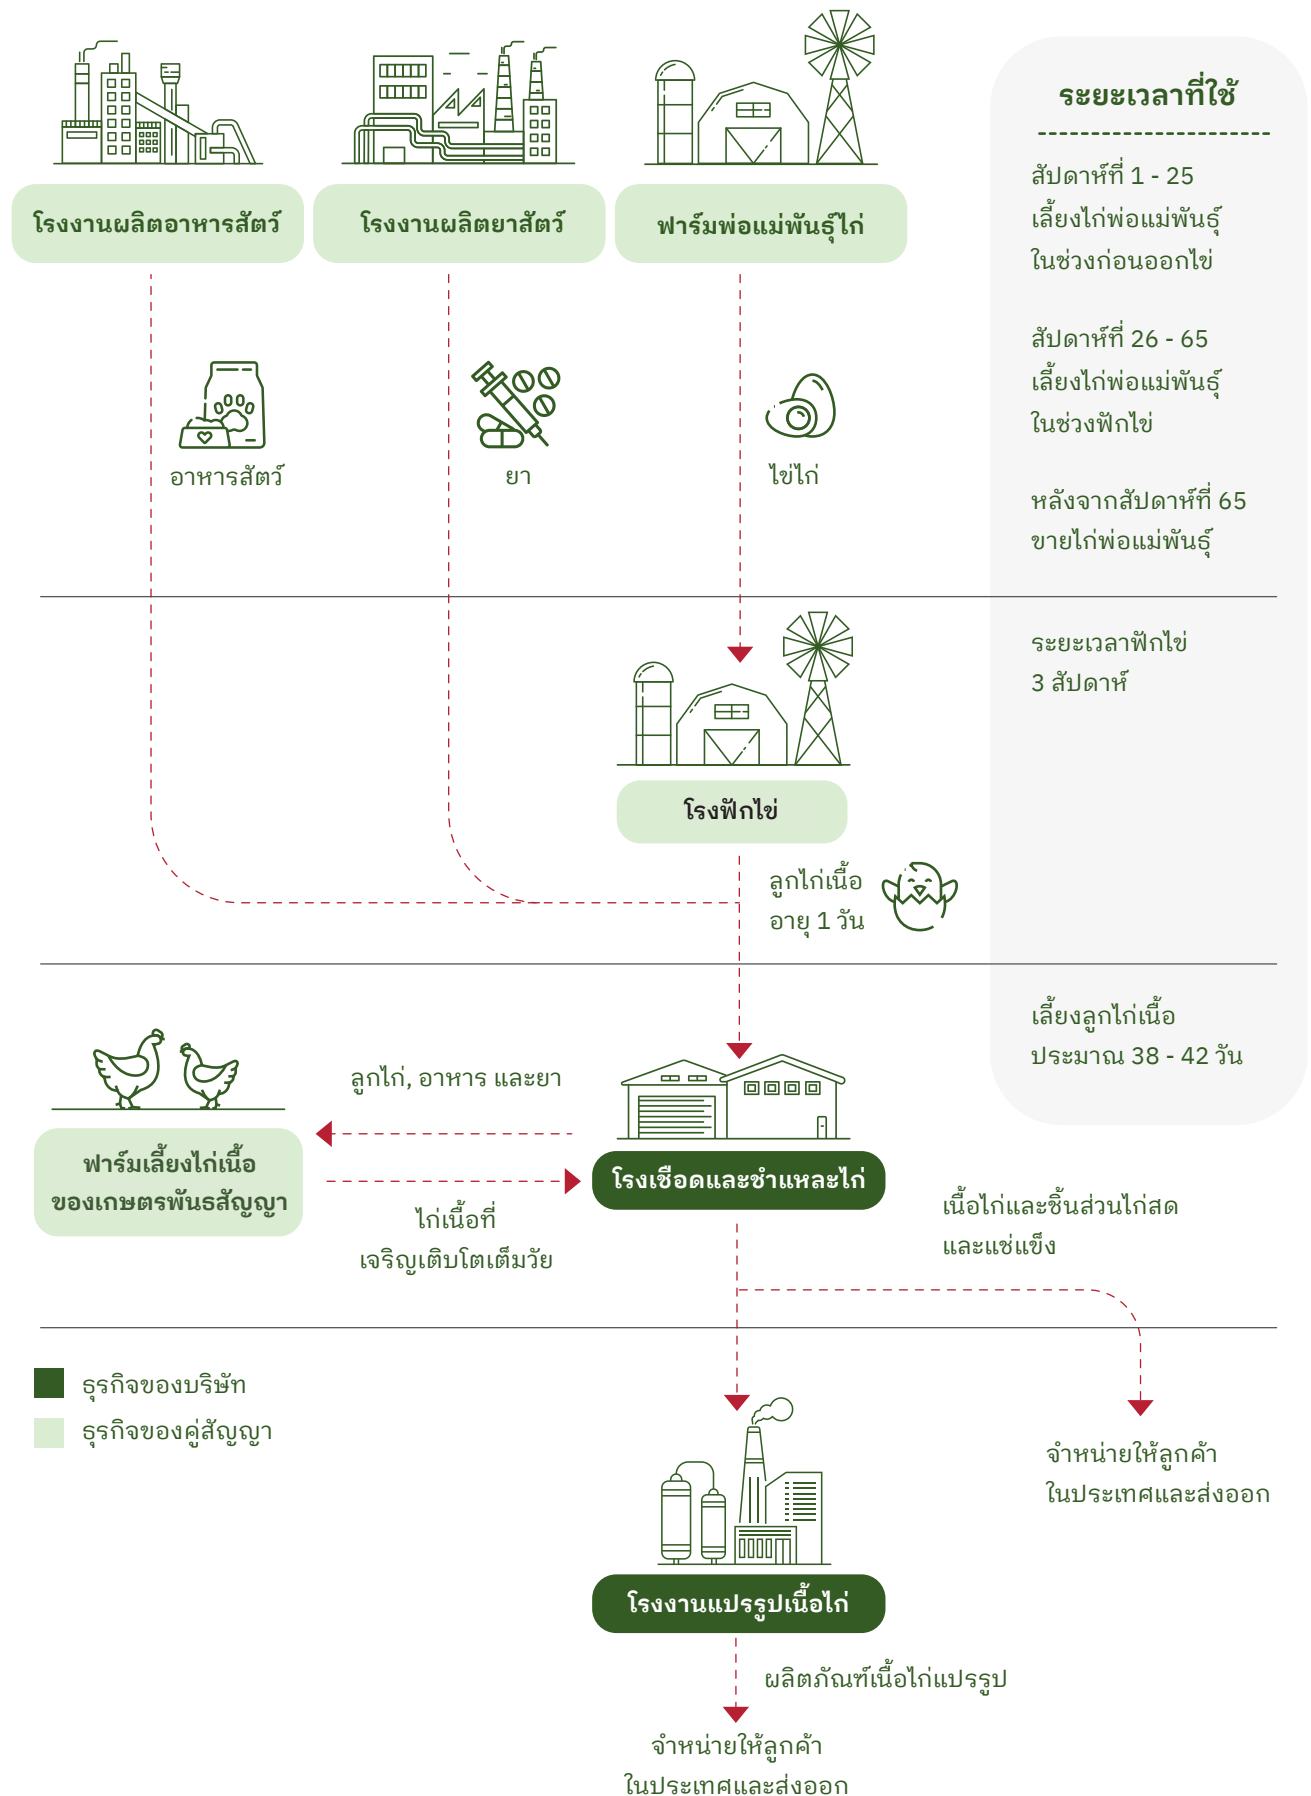 โรงงานผลิตอาหารสัตว์
โรงงานผลิตยาสัตว์
ฟาร์มพ่อแม่พันธุ์ไก่
ระยะเวลาที่ใช้
สัปดาห์ที่ 1 - 25
เลี้ยงไก่พ่อแม่พันธุ์
ในช่วงก่อนออกไข่
สัปดาห์ที่ 26 - 65
เลี้ยงไก่พ่อแม่พันธุ์
ในช่วงฟักไข่
หลังจากสัปดาห์ที่ 65
ขายไก่พ่อแม่พันธุ์
อาหารสัตว์
ยา
ไข่ไก่
ระยะเวลาฟักไข่
3 สัปดาห์
โรงฟักไข่
ลูกไก่เนื้อ
อายุ 1 วัน
เลี้ยงลูกไก่เนื้อ
ประมาณ 38 - 42 วัน
ลูกไก่, อาหาร และยา
ฟาร์มเลี้ยงไก่เนื้อ
ของเกษตรพันธสัญญา
โรงเชือดและชำแหละไก่
ไก่เนื้อที่
เจริญเติบโตเต็มวัย
เนื้อไก่และชิ้นส่วนไก่สด
และแช่แข็ง
ธุรกิจของบริษัท
ธุรกิจของคู่สัญญา
จำหน่ายให้ลูกค้า
ในประเทศและส่งออก
โรงงานแปรรูปเนื้อไก่
ผลิตภัณฑ์เนื้อไก่แปรรูป
จำหน่ายให้ลูกค้า
ในประเทศและส่งออก